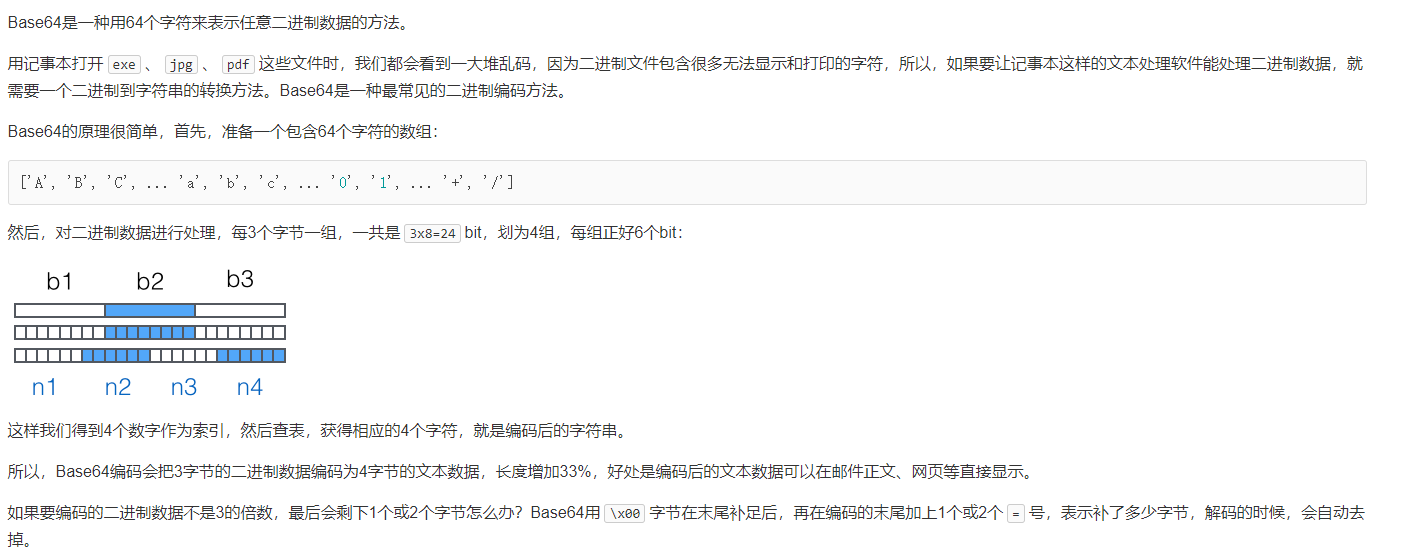 Base64是一种用64个字符来表示任意二进制数据的方法。
用记事本打开 exe 、 jpg 、 pdf 这些文件时，我们都会看到一大堆乱码，因为二进制文件包含很多无法显示和打印的字符，所以，如果要让记事本这样的文本处理软件能处理二进制数据，就
需要一个二进制到字符串的转换方法。Base64是一种最常见的二进制编码方法。
Base64的原理很简单，首先，准备一个包含64个字符的数组：
['A', 'B', 'C', ... 'a', 'b', 'c', ... '0', '1', ... '+', '/']
然后，对二进制数据进行处理，每3个字节一组，一共是 3x8=24 bit，划为4组，每组正好6个bit：
b1 b2 b3
n1 n2 n3 n4
这样我们得到4个数字作为索引，然后查表，获得相应的4个字符，就是编码后的字符串。
所以，Base64编码会把3字节的二进制数据编码为4字节的文本数据，长度增加33%，好处是编码后的文本数据可以在邮件正文、网页等直接显示。
如果要编码的二进制数据不是3的倍数，最后会剩下1个或2个字节怎么办？Base64用 \x00 字节在末尾补足后，再在编码的末尾加上1个或2个 = 号，表示补了多少字节，解码的时候，会自动去
掉。